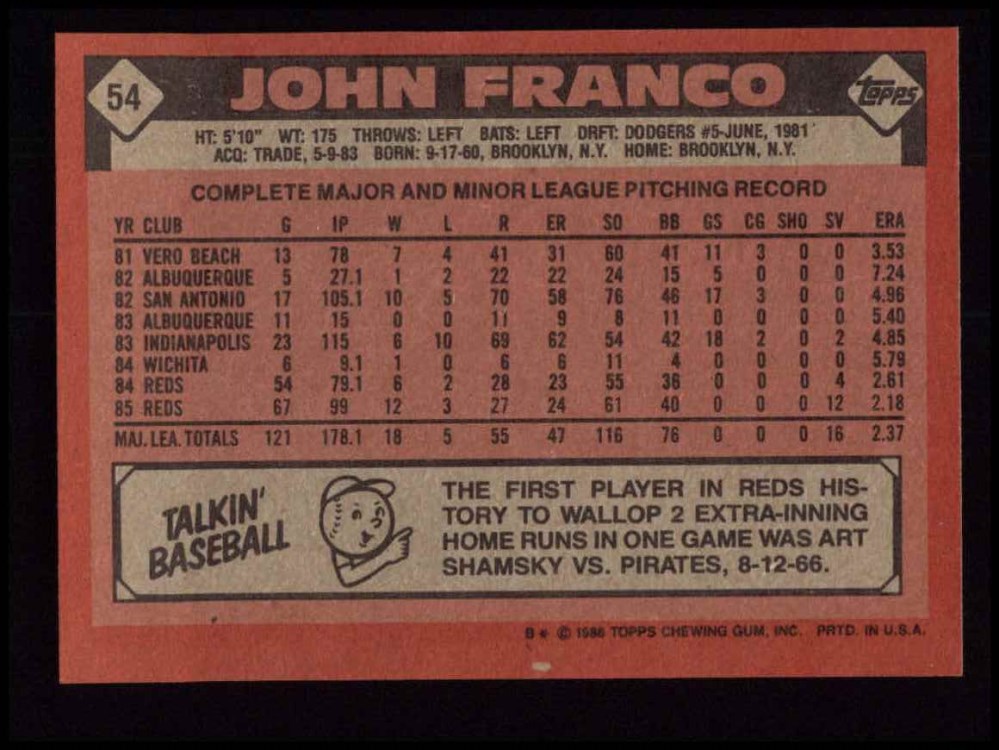 54
JOHN FRANCO
Topps
HT: 5'10" WT: 175 THROWS: LEFT BATS: LEFT DRFT: DODGERS #5-JUNE, 1981
ACQ: TRADE, 5-9-83 BORN: 9-17-60, BROOKLYN, N.Y. HOME: BROOKLYN, N.Y.
COMPLETE MAJOR AND MINOR LEAGUE PITCHING RECORD
YR CLUB G IP W L R ER SO BB GS CG SHO SV ERA
81 VERO BEACH 13 78 7 4 41 31 60 41 11 3 0 0 3.53
82 ALBUQUERQUE 5 27.1 1 2 22 22 24 15 5 0 0 0 7.24
82 SAN ANTONIO 17 105.1 10 5 70 58 76 46 17 3 0 0 4.96
83 ALBUQUERQUE 11 15 0 0 11 9 8 11 0 0 0 0 5.40
83 INDIANAPOLIS 23 115 6 10 69 62 54 42 18 2 0 2 4.85
84 WICHITA 6 9.1 1 0 6 6 11 4 0 0 0 0 5.79
84 REDS 54 79.1 6 2 28 23 55 36 0 0 0 4 2.61
85 REDS 67 99 12 3 27 24 61 40 0 0 0 12 2.18
MAJ. LEA. TOTALS 121 178.1 18 5 55 47 116 76 0 0 0 16 2.37
TALKIN'
BASEBALL
THE FIRST PLAYER IN REDS HIS-
TORY TO WALLOP 2 EXTRA-INNING
HOME RUNS IN ONE GAME WAS ART
SHAMSKY VS. PIRATES, 8-12-66.
B * © 1986 TOPPS CHEWING GUM, INC. PRTD. IN U.S.A.